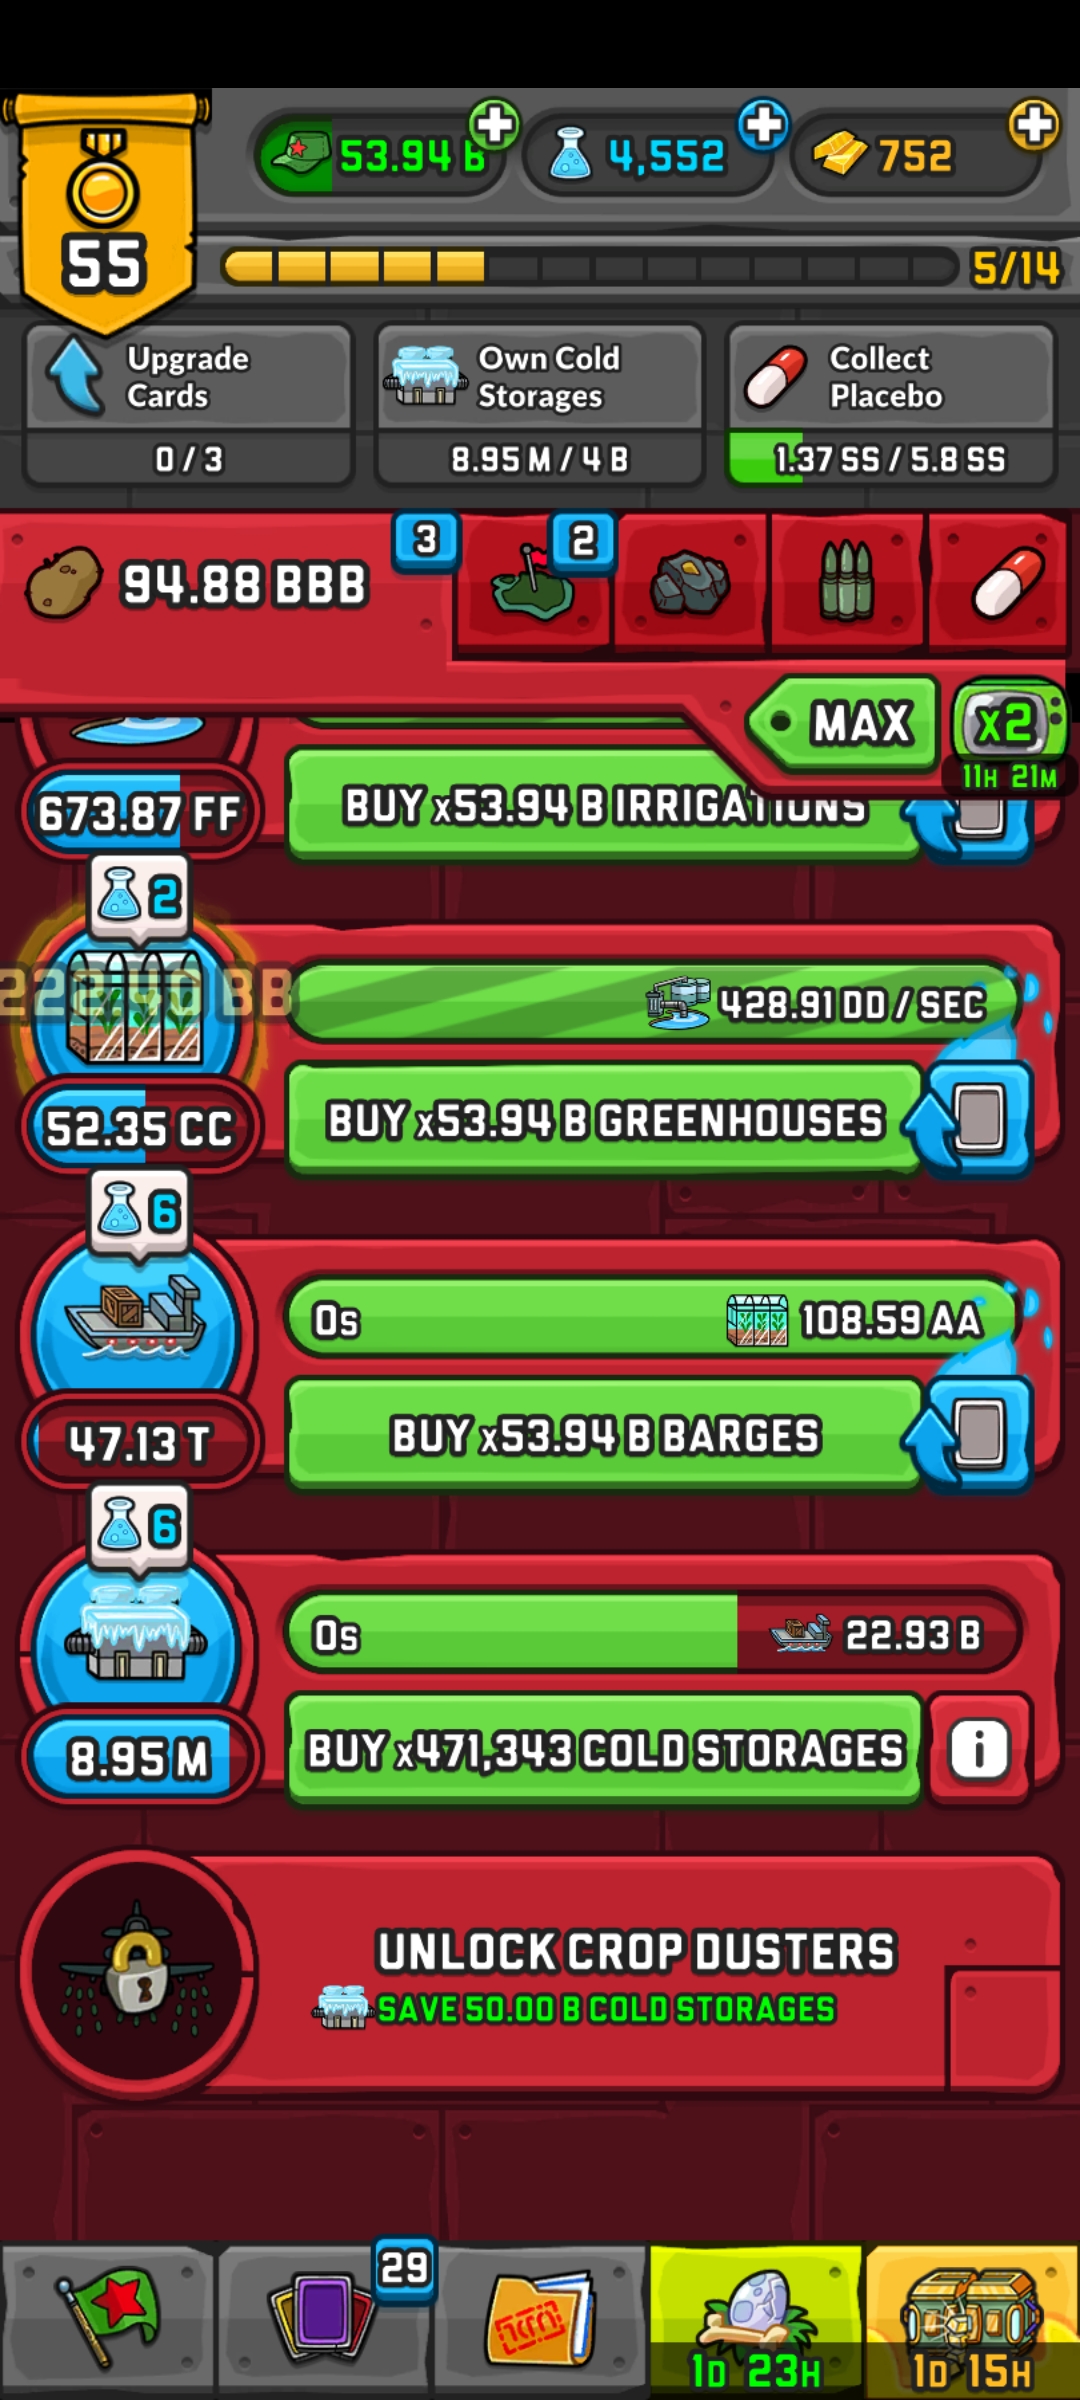 53.94 B
4,552
752
55
5/14
Upgrade
Cards
0 / 3
Own Cold
Storages
8.95 M / 4 B
Collect
Placebo
1.37 SS / 5.8 SS
94.88 BBB
3
2
MAX
x2
11H 21M
673.87 FF
BUY x53.94 B IRRIGATIONS
2
222.40 BB
428.91 DD / SEC
52.35 CC
BUY x53.94 B GREENHOUSES
6
0s
108.59 AA
47.13 T
BUY x53.94 B BARGES
6
0s
22.93 B
8.95 M
BUY x471,343 COLD STORAGES
i
UNLOCK CROP DUSTERS
SAVE 50.00 B COLD STORAGES
29
1D 23H
1D 15H